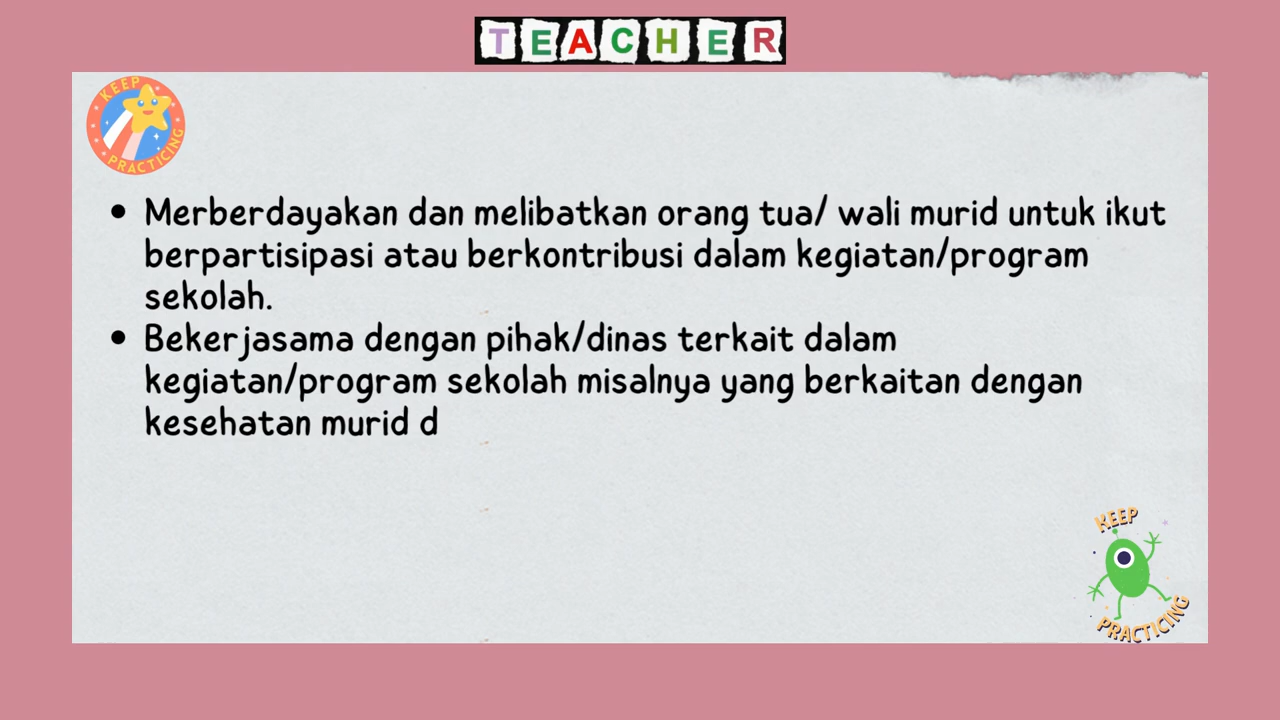 TEACHER
KEEP
PRACTICING
• Merberdayakan dan melibatkan orang tua/ wali murid untuk ikut
berpartisipasi atau berkontribusi dalam kegiatan/program
sekolah.
• Bekerjasama dengan pihak/dinas terkait dalam
kegiatan/program sekolah misalnya yang berkaitan dengan
kesehatan murid d
KEEP
PRACTICING